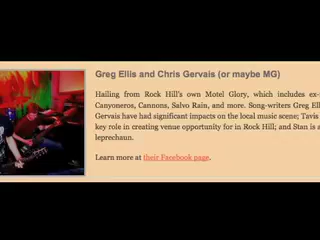 Greg Ellis and Chris Gervais (or maybe MG)
Hailing from Rock Hill's own Motel Glory, which includes ex-
Canyoneros, Cannons, Salvo Rain, and more. Song-writers Greg Ell
Gervais have had significant impacts on the local music scene; Tavis
key role in creating venue opportunity for in Rock Hill; and Stan is a
leprechaun.
Learn more at their Facebook page.